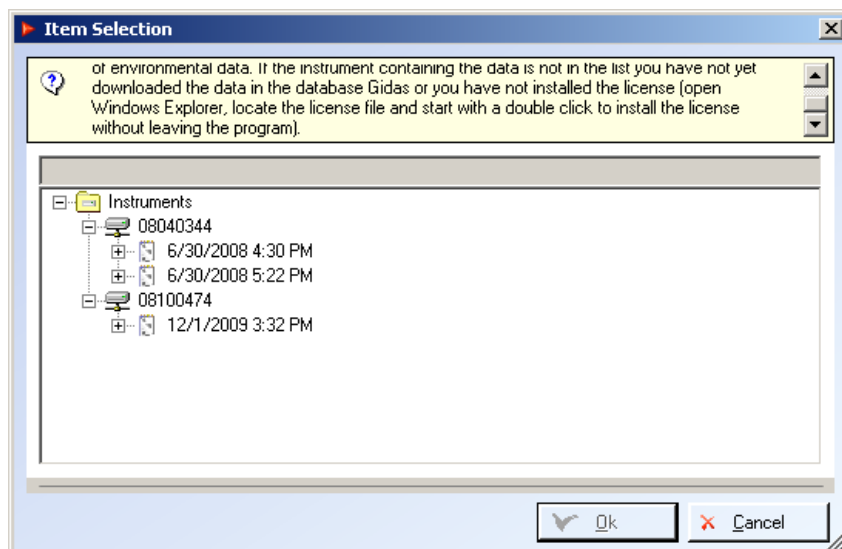 Item Selection
of environmental data. If the instrument containing the data is not in the list you have not yet
downloaded the data in the database Gidas or you have not installed the license (open
Windows Explorer, locate the license file and start with a double click to install the license
without leaving the program).
Instruments
08040344
6/30/2008 4:30 PM
6/30/2008 5:22 PM
08100474
12/1/2009 3:32 PM
Ok
Cancel